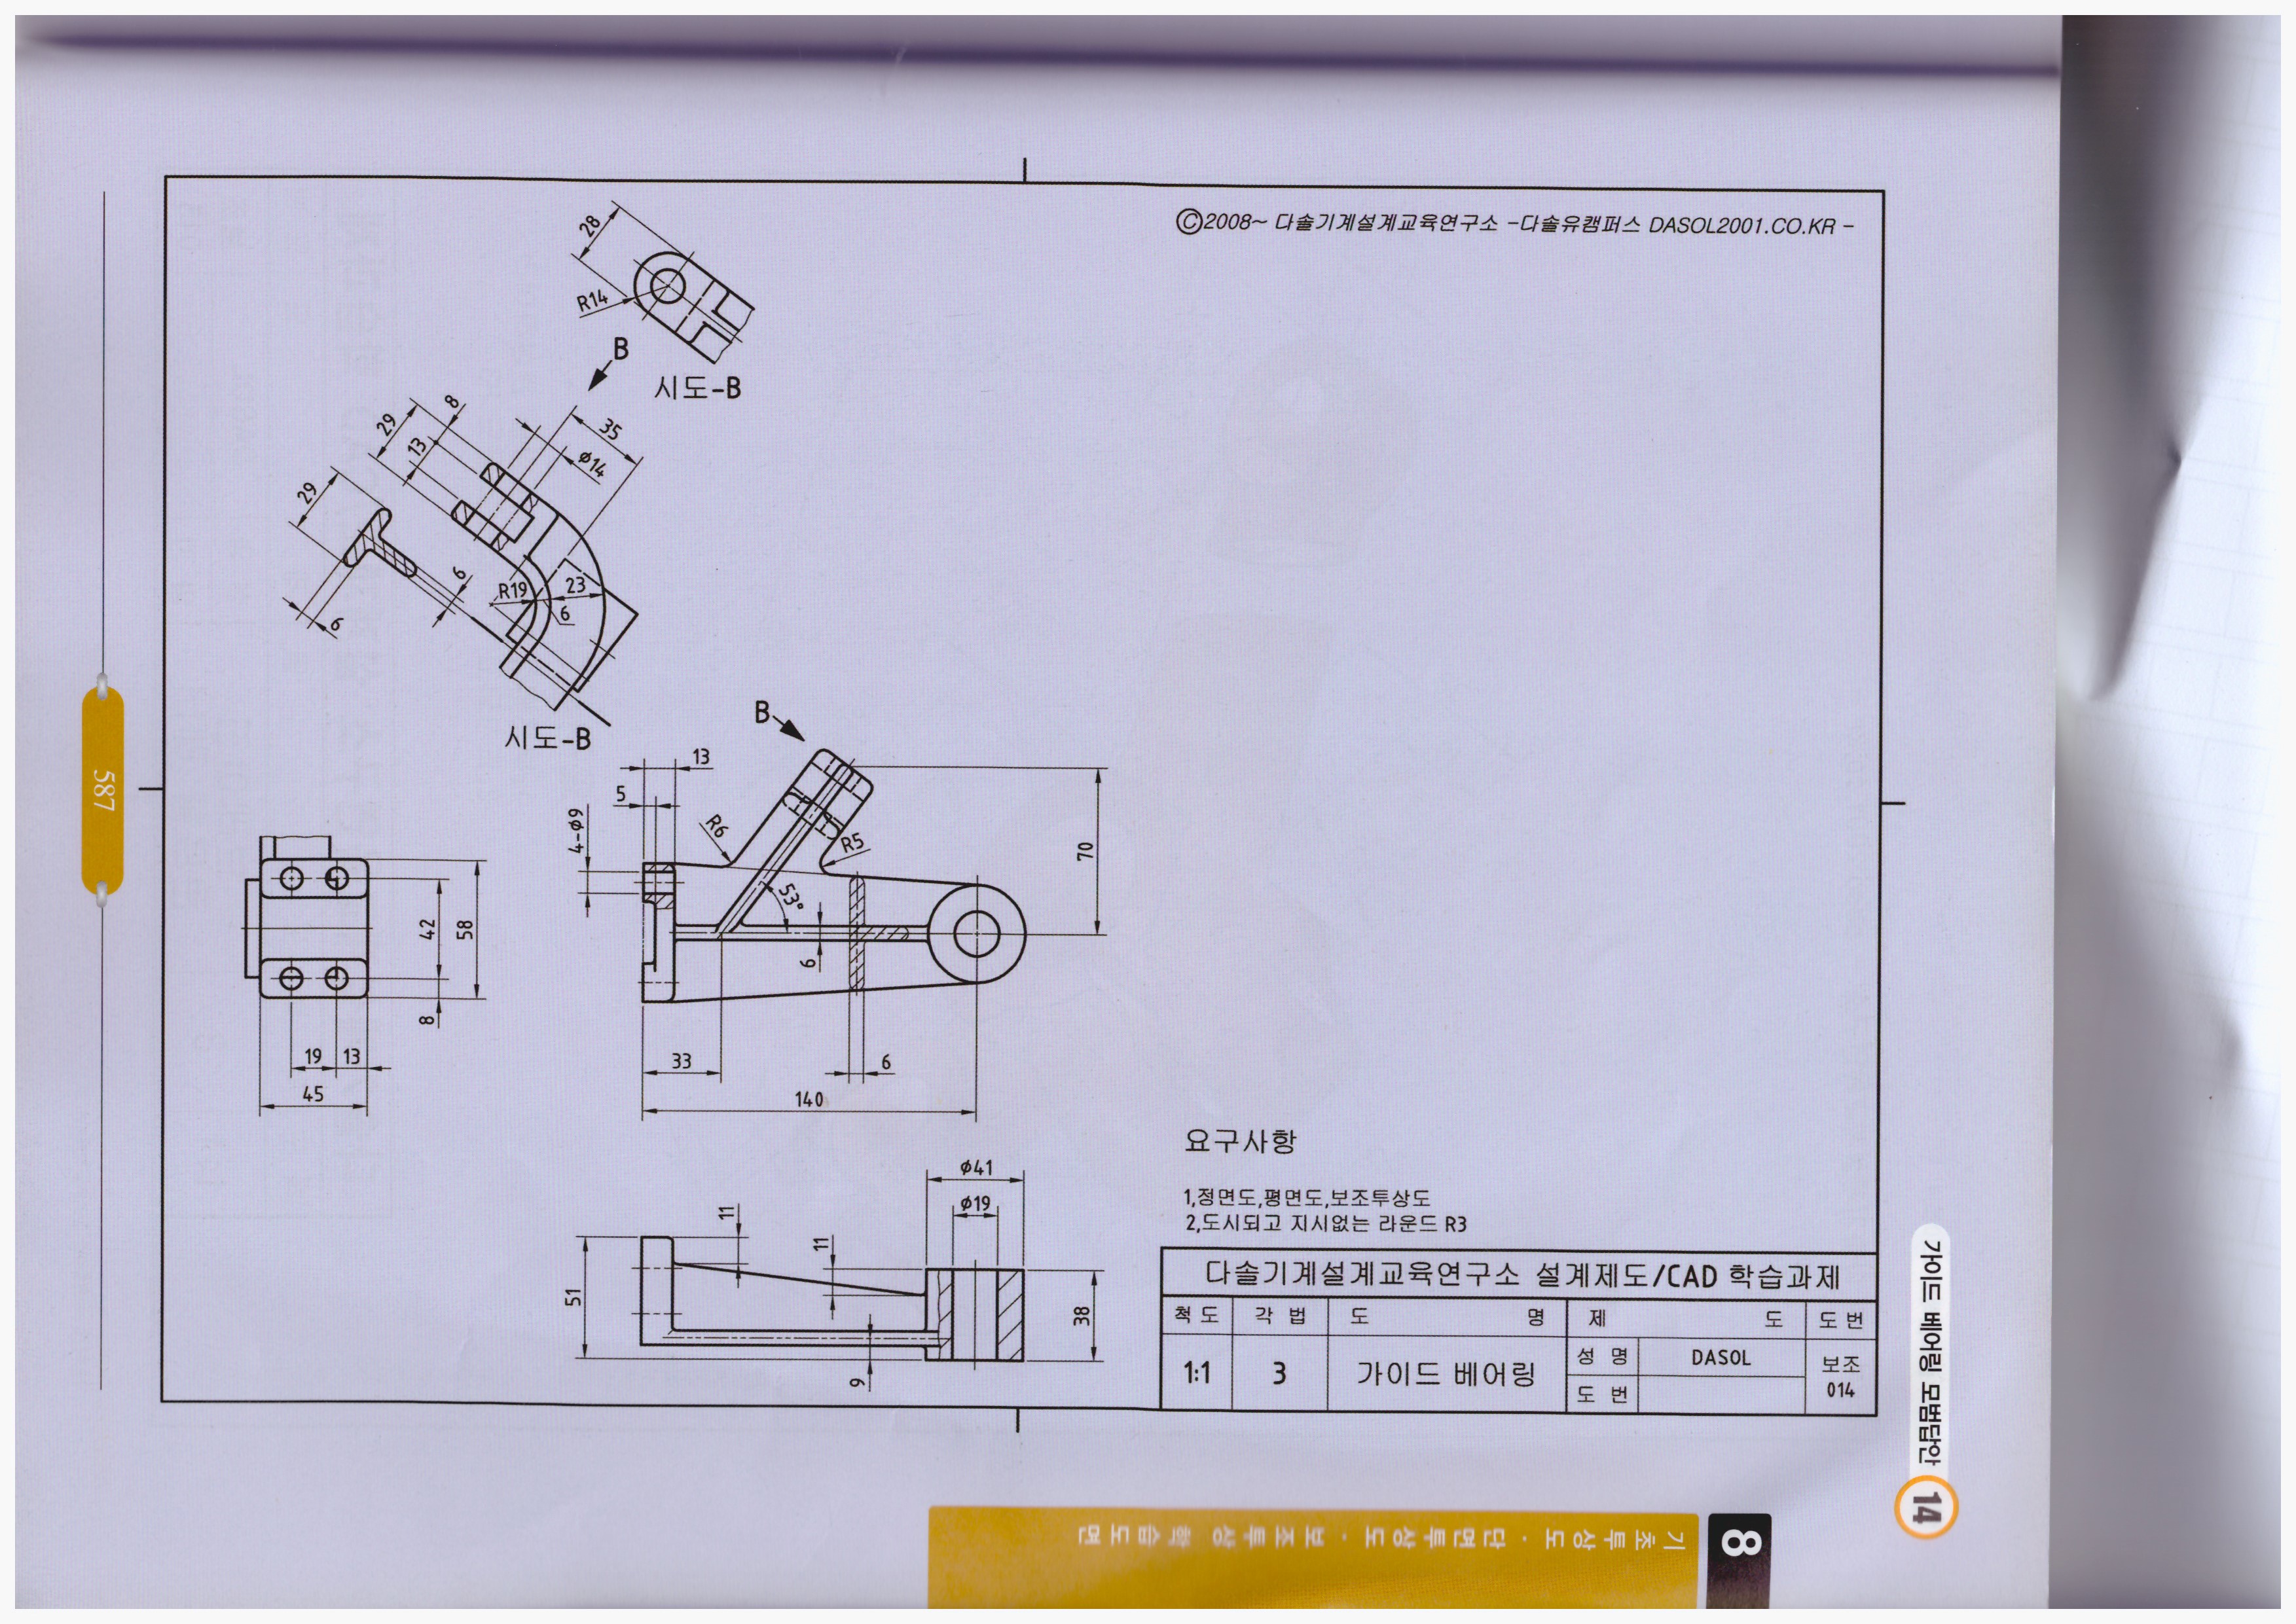 ©2008~ 다솔기계설계교육연구소 -다솔유캠퍼스 DASOL2001.CO.KR -
28
R14
B
시도-B
8
29
13
35
ø14
29
R19
23
6
6
6
시도-B
B
13
5
4-ø9
R6
R5
70
53°
6
42
58
8
19
13
45
33
6
140
요구사항
1,정면도,평면도,보조투상도
2,도시되고 지시없는 라운드 R3
ø41
ø19
11
11
51
38
9
다솔기계설계교육연구소 설계제도/CAD 학습과제
척 도
각 법
도 명
제 도
도 번
1:1
3
가이드 베어링
성 명
DASOL
도 번
보조
014
587
가이드 베어링 모범답안
14
기초투상도 · 단면투상도 · 보조투상 학습도면
8